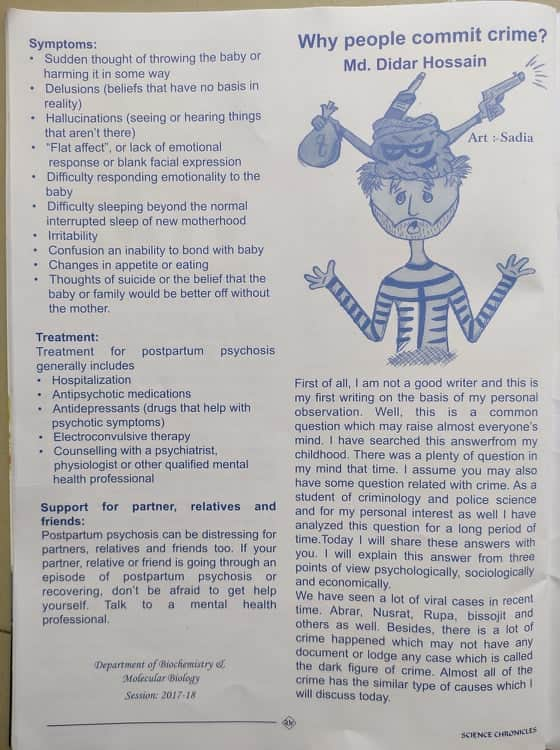 Symptoms:
• Sudden thought of throwing the baby or
harming it in some way
• Delusions (beliefs that have no basis in
reality)
• Hallucinations (seeing or hearing things
that aren't there)
• "Flat affect", or lack of emotional
response or blank facial expression
• Difficulty responding emotionality to the
baby
• Difficulty sleeping beyond the normal
interrupted sleep of new motherhood
• Irritability
• Confusion an inability to bond with baby
• Changes in appetite or eating
• Thoughts of suicide or the belief that the
baby or family would be better off without
the mother.
Treatment:
Treatment for postpartum psychosis
generally includes
• Hospitalization
• Antipsychotic medications
• Antidepressants (drugs that help with
psychotic symptoms)
• Electroconvulsive therapy
• Counselling with a psychiatrist,
physiologist or other qualified mental
health professional
Support for partner, relatives and
friends:
Postpartum psychosis can be distressing for
partners, relatives and friends too. If your
partner, relative or friend is going through an
episode of postpartum psychosis or
recovering, don't be afraid to get help
yourself. Talk to a mental health
professional.
Department of Biochemistry &
Molecular Biology
Session: 2017-18
Why people commit crime?
Md. Didar Hossain
Art :-Sadia
৳
First of all, I am not a good writer and this is
my first writing on the basis of my personal
observation. Well, this is a common
question which may raise almost everyone's
mind. I have searched this answerfrom my
childhood. There was a plenty of question in
my mind that time. I assume you may also
have some question related with crime. As a
student of criminology and police science
and for my personal interest as well I have
analyzed this question for a long period of
time.Today I will share these answers with
you. I will explain this answer from three
points of view psychologically, sociologically
and economically.
We have seen a lot of viral cases in recent
time. Abrar, Nusrat, Rupa, bissojit and
others as well. Besides, there is a lot of
crime happened which may not have any
document or lodge any case which is called
the dark figure of crime. Almost all of the
crime has the similar type of causes which I
will discuss today.
SCIENCE CHRONICLES